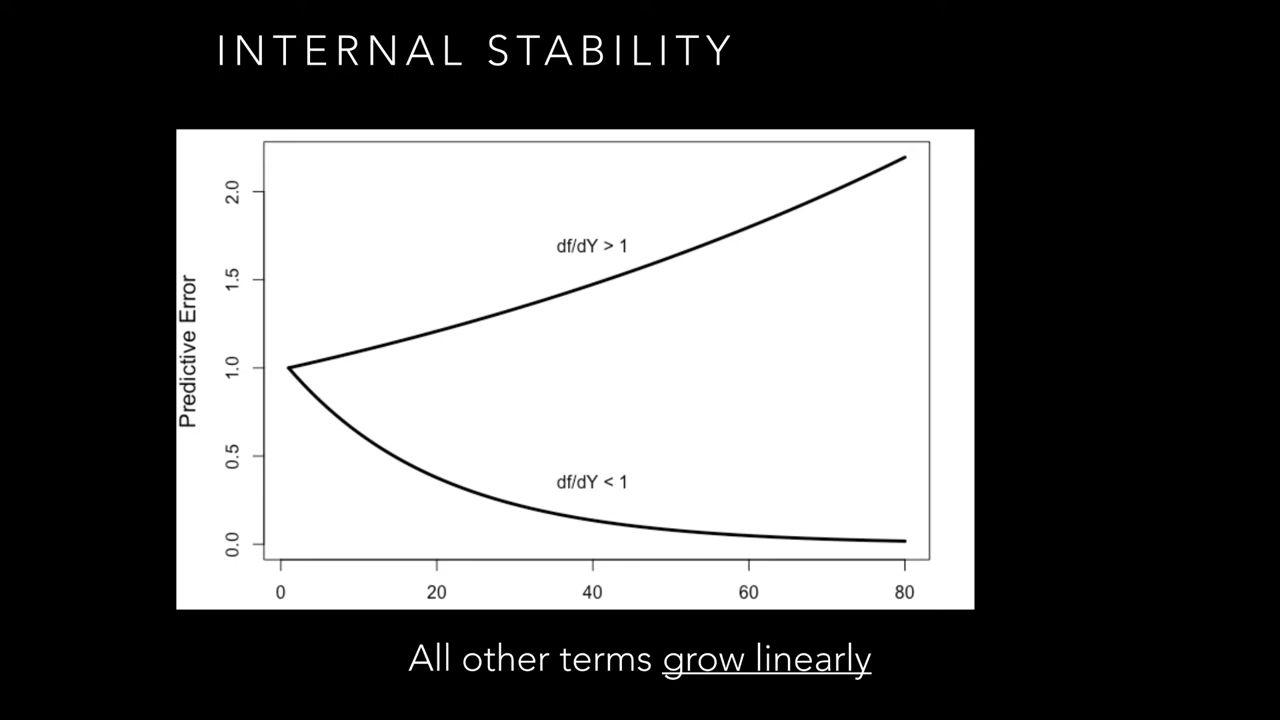 INTERNAL STABILITY
2.0
df/dY > 1
1.5
Predictive Error
1.0
0.5
df/dY < 1
0.0
0 20 40 60 80
All other terms grow linearly